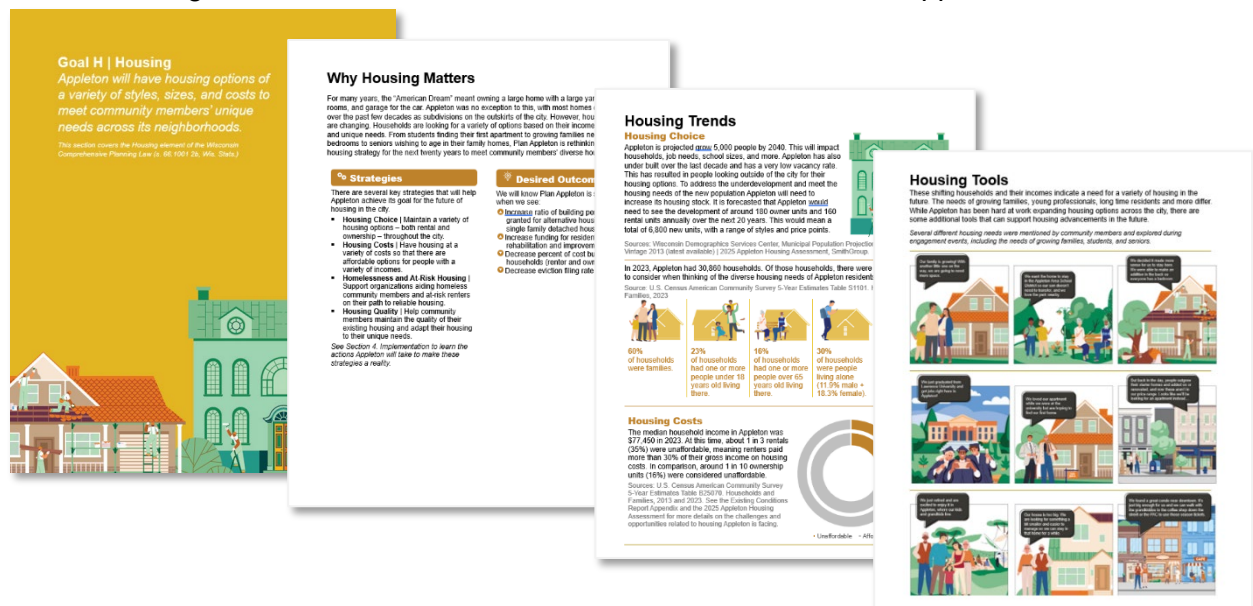 Goal H | Housing
Appleton will have housing options of
a variety of styles, sizes, and costs to
meet community members' unique
needs across its neighborhoods.
This section covers the Housing element of the Wisconsin
Comprehensive Planning Law (s. 66.1001 2b, Wis. Stats.)
Why Housing Matters
For many years, the "American Dream" meant owning a large home with a large yar
rooms, and garage for the car. Appleton was no exception to this, with most homes
over the past few decades as subdivisions on the outskirts of the city. However, hou
are changing. Households are looking for a variety of options based on their income
and unique needs. From students finding their first apartment to growing families ne
bedrooms to seniors wishing to age in their family homes, Plan Appleton is rethinkin
housing strategy for the next twenty years to meet community members' diverse ho
Strategies
There are several key strategies that will help
Appleton achieve its goal for the future of
housing in the city.
Housing Choice | Maintain a variety of
housing options – both rental and
ownership – throughout the city.
Housing Costs | Have housing at a
variety of costs so that there are
affordable options for people with a
variety of incomes.
Homelessness and At-Risk Housing |
Support organizations aiding homeless
community members and at-risk renters
on their path to reliable housing.
Housing Quality | Help community
members maintain the quality of their
existing housing and adapt their housing
to their unique needs.
See Section 4. Implementation to learn the
actions Appleton will take to make these
strategies a reality.
Desired Outcom
We will know Plan Appleton is
when we see:
Increase ratio of building pe
granted for alternative hous
single family detached hous
Increase funding for residen
rehabilitation and improvem
Decrease percent of cost bu
households (renter and own
Decrease eviction filing rate
Housing Trends
Housing Choice
Appleton is projected grow 5,000 people by 2040. This will impact
households, job needs, school sizes, and more. Appleton has also
under built over the last decade and has a very low vacancy rate.
This has resulted in people looking outside of the city for their
housing options. To address the underdevelopment and meet the
housing needs of the new population Appleton will need to
increase its housing stock. It is forecasted that Appleton would
need to see the development of around 180 owner units and 160
rental units annually over the next 20 years. This would mean a
total of 6,800 new units, with a range of styles and price points.
Sources: Wisconsin Demographics Services Center, Municipal Population Projection
Vintage 2013 (latest available) | 2025 Appleton Housing Assessment, SmithGroup.
In 2023, Appleton had 30,860 households. Of those households, there were
to consider when thinking of the diverse housing needs of Appleton resident
Source: U.S. Census American Community Survey 5-Year Estimates Table S1101. H
Families, 2023
60%
of households
were families.
23%
of households
had one or more
people under 18
years old living
there.
16%
of households
had one or more
people over 65
years old living
there.
30%
of households
were people
living alone
(11.9% male +
18.3% female).
Housing Costs
The median household income in Appleton was
$77,450 in 2023. At this time, about 1 in 3 rentals
(35%) were unaffordable, meaning renters paid
more than 30% of their gross income on housing
costs. In comparison, around 1 in 10 ownership
units (16%) were considered unaffordable.
Sources: U.S. Census American Community Survey
5-Year Estimates Table B25070, Households and
Families, 2013 and 2023. See the Existing Conditions
Report Appendix and the 2025 Appleton Housing
Assessment for more details on the challenges and
opportunities related to housing Appleton is facing.
Unaffordable
Affo
Housing Tools
These shifting households and their incomes indicate a need for a variety of housing in the
future. The needs of growing families, young professionals, long time residents and more differ.
While Appleton has been hard at work expanding housing options across the city, there are
some additional tools that can support housing advancements in the future.
Several different housing needs were mentioned by community members and explored during
engagement events, including the needs of growing families, students, and seniors.